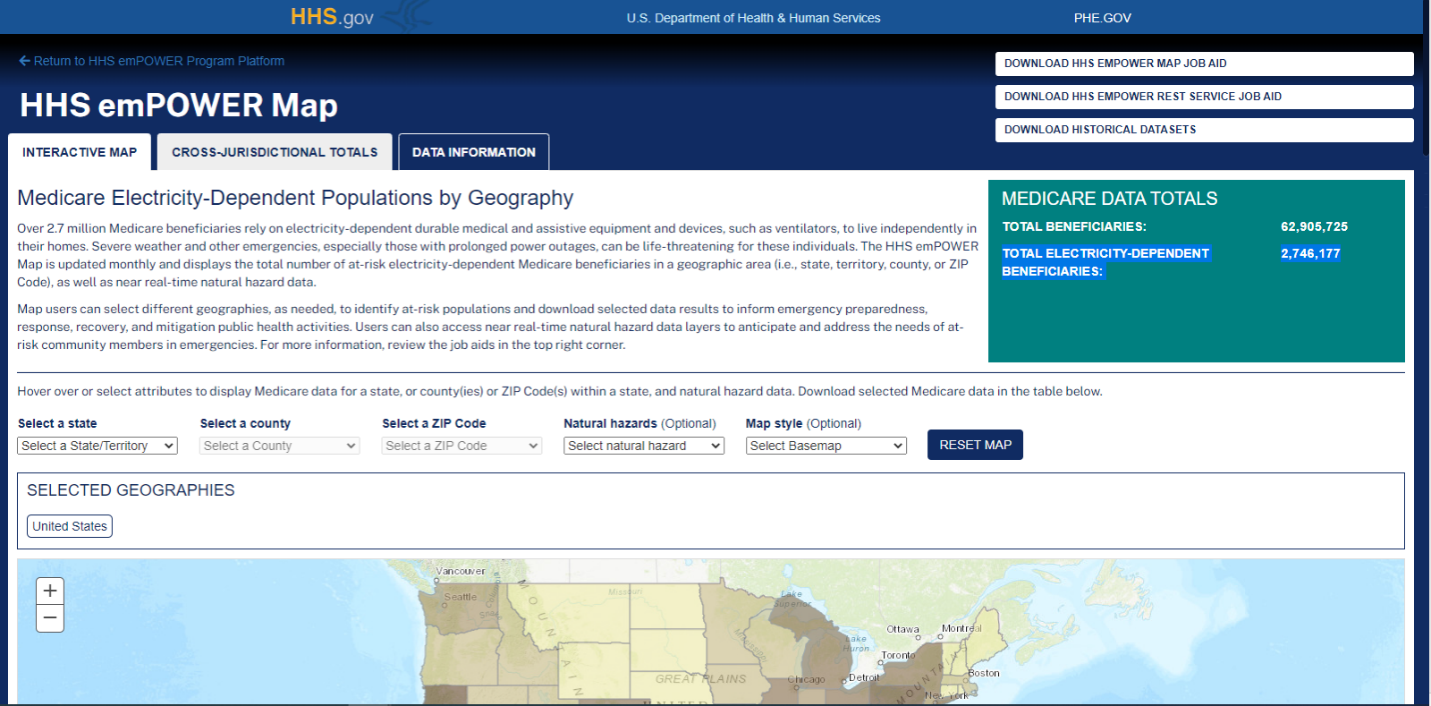 HHS.gov
U.S. Department of Health & Human Services
PHE.GOV
Return to HHS emPOWER Program Platform
HHS emPOWER Map
DOWNLOAD HHS EMPOWER MAP JOB AID
DOWNLOAD HHS EMPOWER REST SERVICE JOB AID
DOWNLOAD HISTORICAL DATASETS
INTERACTIVE MAP
CROSS-JURISDICTIONAL TOTALS
DATA INFORMATION
Medicare Electricity-Dependent Populations by Geography
Over 2.7 million Medicare beneficiaries rely on electricity-dependent durable medical and assistive equipment and devices, such as ventilators, to live independently in
their homes. Severe weather and other emergencies, especially those with prolonged power outages, can be life-threatening for these individuals. The HHS emPOWER
Map is updated monthly and displays the total number of at-risk electricity-dependent Medicare beneficiaries in a geographic area (i.e., state, territory, county, or ZIP
Code), as well as near real-time natural hazard data.
Map users can select different geographies, as needed, to identify at-risk populations and download selected data results to inform emergency preparedness,
response, recovery, and mitigation public health activities. Users can also access near real-time natural hazard data layers to anticipate and address the needs of at-
risk community members in emergencies. For more information, review the job aids in the top right corner.
MEDICARE DATA TOTALS
TOTAL BENEFICIARIES: 62,905,725
TOTAL ELECTRICITY-DEPENDENT 2,746,177
BENEFICIARIES:
Hover over or select attributes to display Medicare data for a state, or county(ies) or ZIP Code(s) within a state, and natural hazard data. Download selected Medicare data in the table below.
Select a state
Select a county
Select a ZIP Code
Natural hazards (Optional)
Map style (Optional)
Select a State/Territory
Select a County
Select a ZIP Code
Select natural hazard
Select Basemap
RESET MAP
SELECTED GEOGRAPHIES
United States
+
−
Vancouver
Seattle
Missouri
Lake
Superior
Ottawa
Montreal
Lake
Huron
Toronto
GREAT PLAINS
Chicago
Detroit
Boston
New York
UNITED